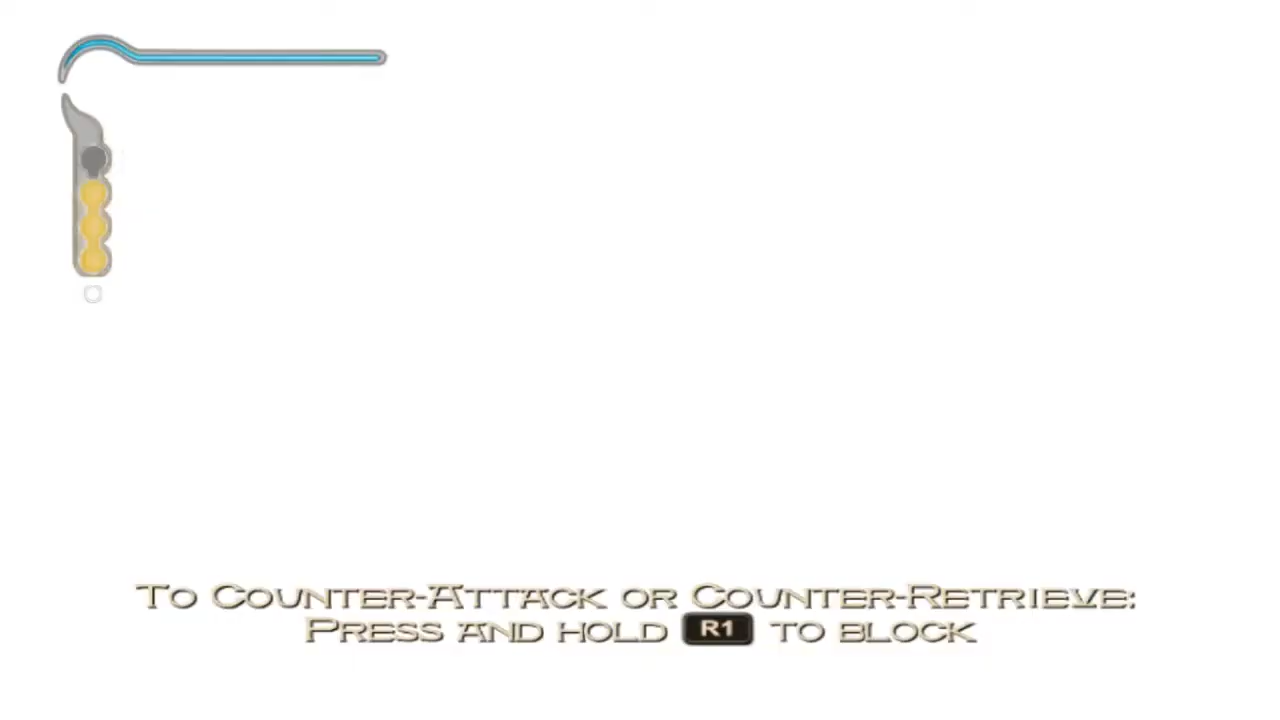 To Counter-Attack or Counter-Retrieve:
Press and hold R1 to block